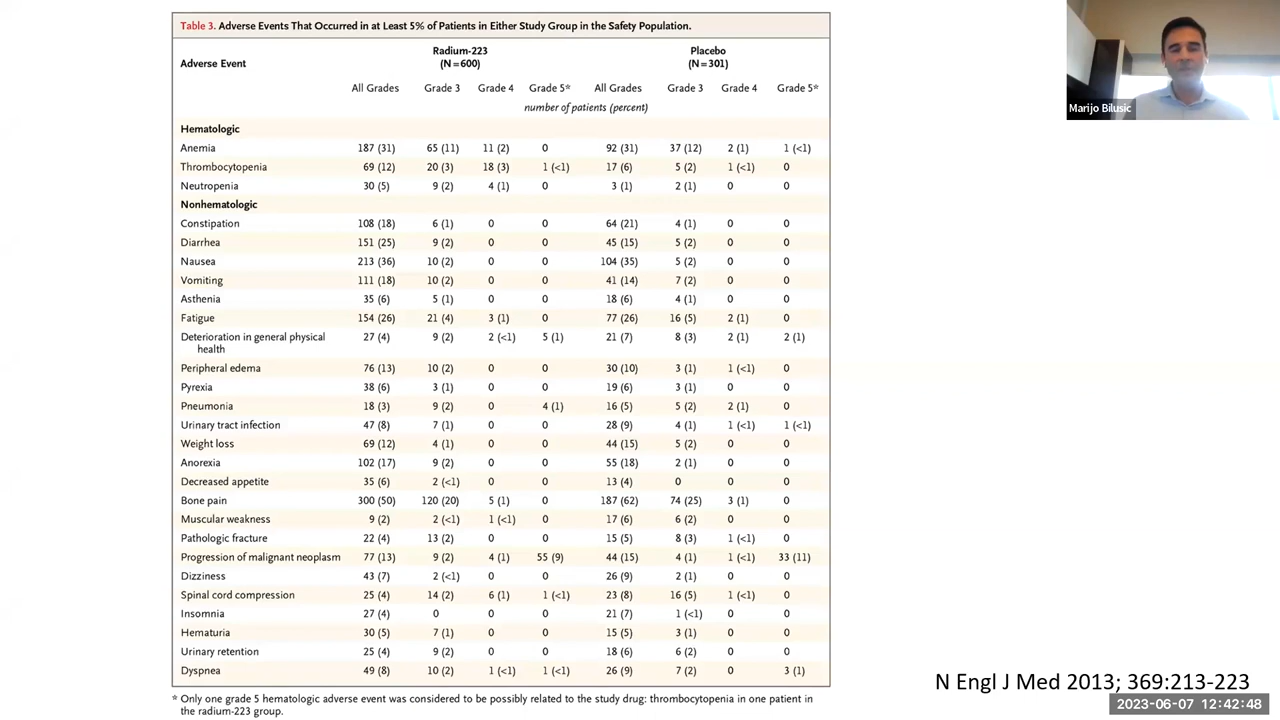 Table 3. Adverse Events That Occurred in at Least 5% of Patients in Either Study Group in the Safety Population.
Adverse Event Radium-223 (N=600) Placebo (N=301)
All Grades Grade 3 Grade 4 Grade 5* All Grades Grade 3 Grade 4 Grade 5*
number of patients (percent)
Hematologic
Anemia 187 (31) 65 (11) 11 (2) 0 92 (31) 37 (12) 2 (1) 1 (<1)
Thrombocytopenia 69 (12) 20 (3) 18 (3) 1 (<1) 17 (6) 5 (2) 1 (<1) 0
Neutropenia 30 (5) 9 (2) 4 (1) 0 3 (1) 2 (1) 0 0
Nonhematologic
Constipation 108 (18) 6 (1) 0 0 64 (21) 4 (1) 0 0
Diarrhea 151 (25) 9 (2) 0 0 45 (15) 5 (2) 0 0
Nausea 213 (36) 10 (2) 0 0 104 (35) 5 (2) 0 0
Vomiting 111 (18) 10 (2) 0 0 41 (14) 7 (2) 0 0
Asthenia 35 (6) 5 (1) 0 0 18 (6) 4 (1) 0 0
Fatigue 154 (26) 21 (4) 3 (1) 0 77 (26) 16 (5) 2 (1) 0
Deterioration in general physical 27 (4) 9 (2) 2 (<1) 5 (1) 21 (7) 8 (3) 2 (1) 2 (1)
health
Peripheral edema 76 (13) 10 (2) 0 0 30 (10) 3 (1) 1 (<1) 0
Pyrexia 38 (6) 3 (1) 0 0 19 (6) 3 (1) 0 0
Pneumonia 18 (3) 9 (2) 0 4 (1) 16 (5) 5 (2) 2 (1) 0
Urinary tract infection 47 (8) 7 (1) 0 0 28 (9) 4 (1) 1 (<1) 1 (<1)
Weight loss 69 (12) 4 (1) 0 0 44 (15) 5 (2) 0 0
Anorexia 102 (17) 9 (2) 0 0 55 (18) 2 (1) 0 0
Decreased appetite 35 (6) 2 (<1) 0 0 13 (4) 0 0 0
Bone pain 300 (50) 120 (20) 5 (1) 0 187 (62) 74 (25) 3 (1) 0
Muscular weakness 9 (2) 2 (<1) 1 (<1) 0 17 (6) 6 (2) 0 0
Pathologic fracture 22 (4) 13 (2) 0 0 15 (5) 8 (3) 1 (<1) 0
Progression of malignant neoplasm 77 (13) 9 (2) 4 (1) 55 (9) 44 (15) 4 (1) 1 (<1) 33 (11)
Dizziness 43 (7) 2 (<1) 0 0 26 (9) 2 (1) 0 0
Spinal cord compression 25 (4) 14 (2) 6 (1) 1 (<1) 23 (8) 16 (5) 1 (<1) 0
Insomnia 27 (4) 0 0 0 21 (7) 1 (<1) 0 0
Hematuria 30 (5) 7 (1) 0 0 15 (5) 3 (1) 0 0
Urinary retention 25 (4) 9 (2) 0 0 18 (6) 6 (2) 0 0
Dyspnea 49 (8) 10 (2) 1 (<1) 1 (<1) 26 (9) 7 (2) 0 3 (1)
* Only one grade 5 hematologic adverse event was considered to be possibly related to the study drug: thrombocytopenia in one patient in
the radium-223 group.
Marijo Bilusic
N Engl J Med 2013; 369:213-223
2023-06-07 12:42:48